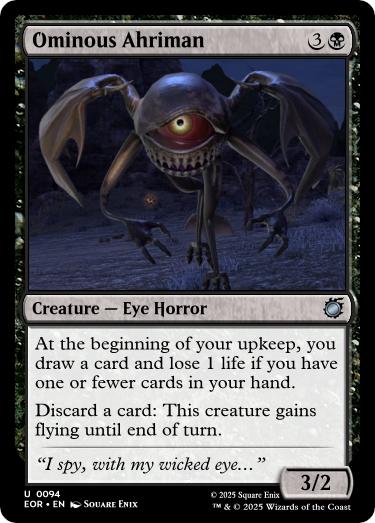 Ominous Ahriman 3
Creature — Eye Horror
At the beginning of your upkeep, you
draw a card and lose 1 life if you have
one or fewer cards in your hand.
Discard a card: This creature gains
flying until end of turn.
“I spy, with my wicked eye…”
3/2
U 0094
EOR • EN SQUARE ENIX
© 2025 Square Enix
™ & © 2025 Wizards of the Coast